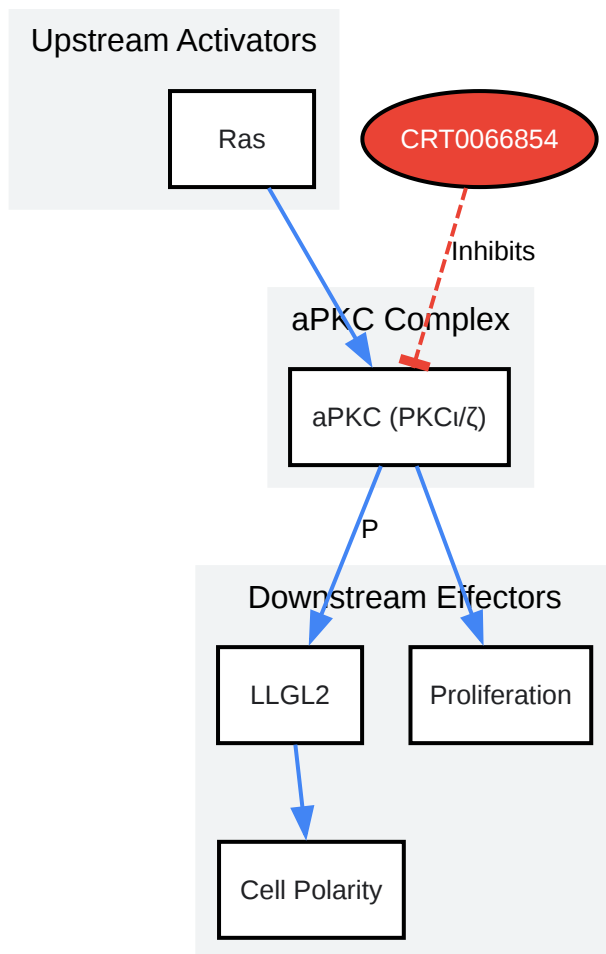 Upstream Activators
Ras
CRT0066854
Inhibits
aPKC Complex
aPKC (PKCι/ζ)
P
Downstream Effectors
LLGL2
Proliferation
Cell Polarity